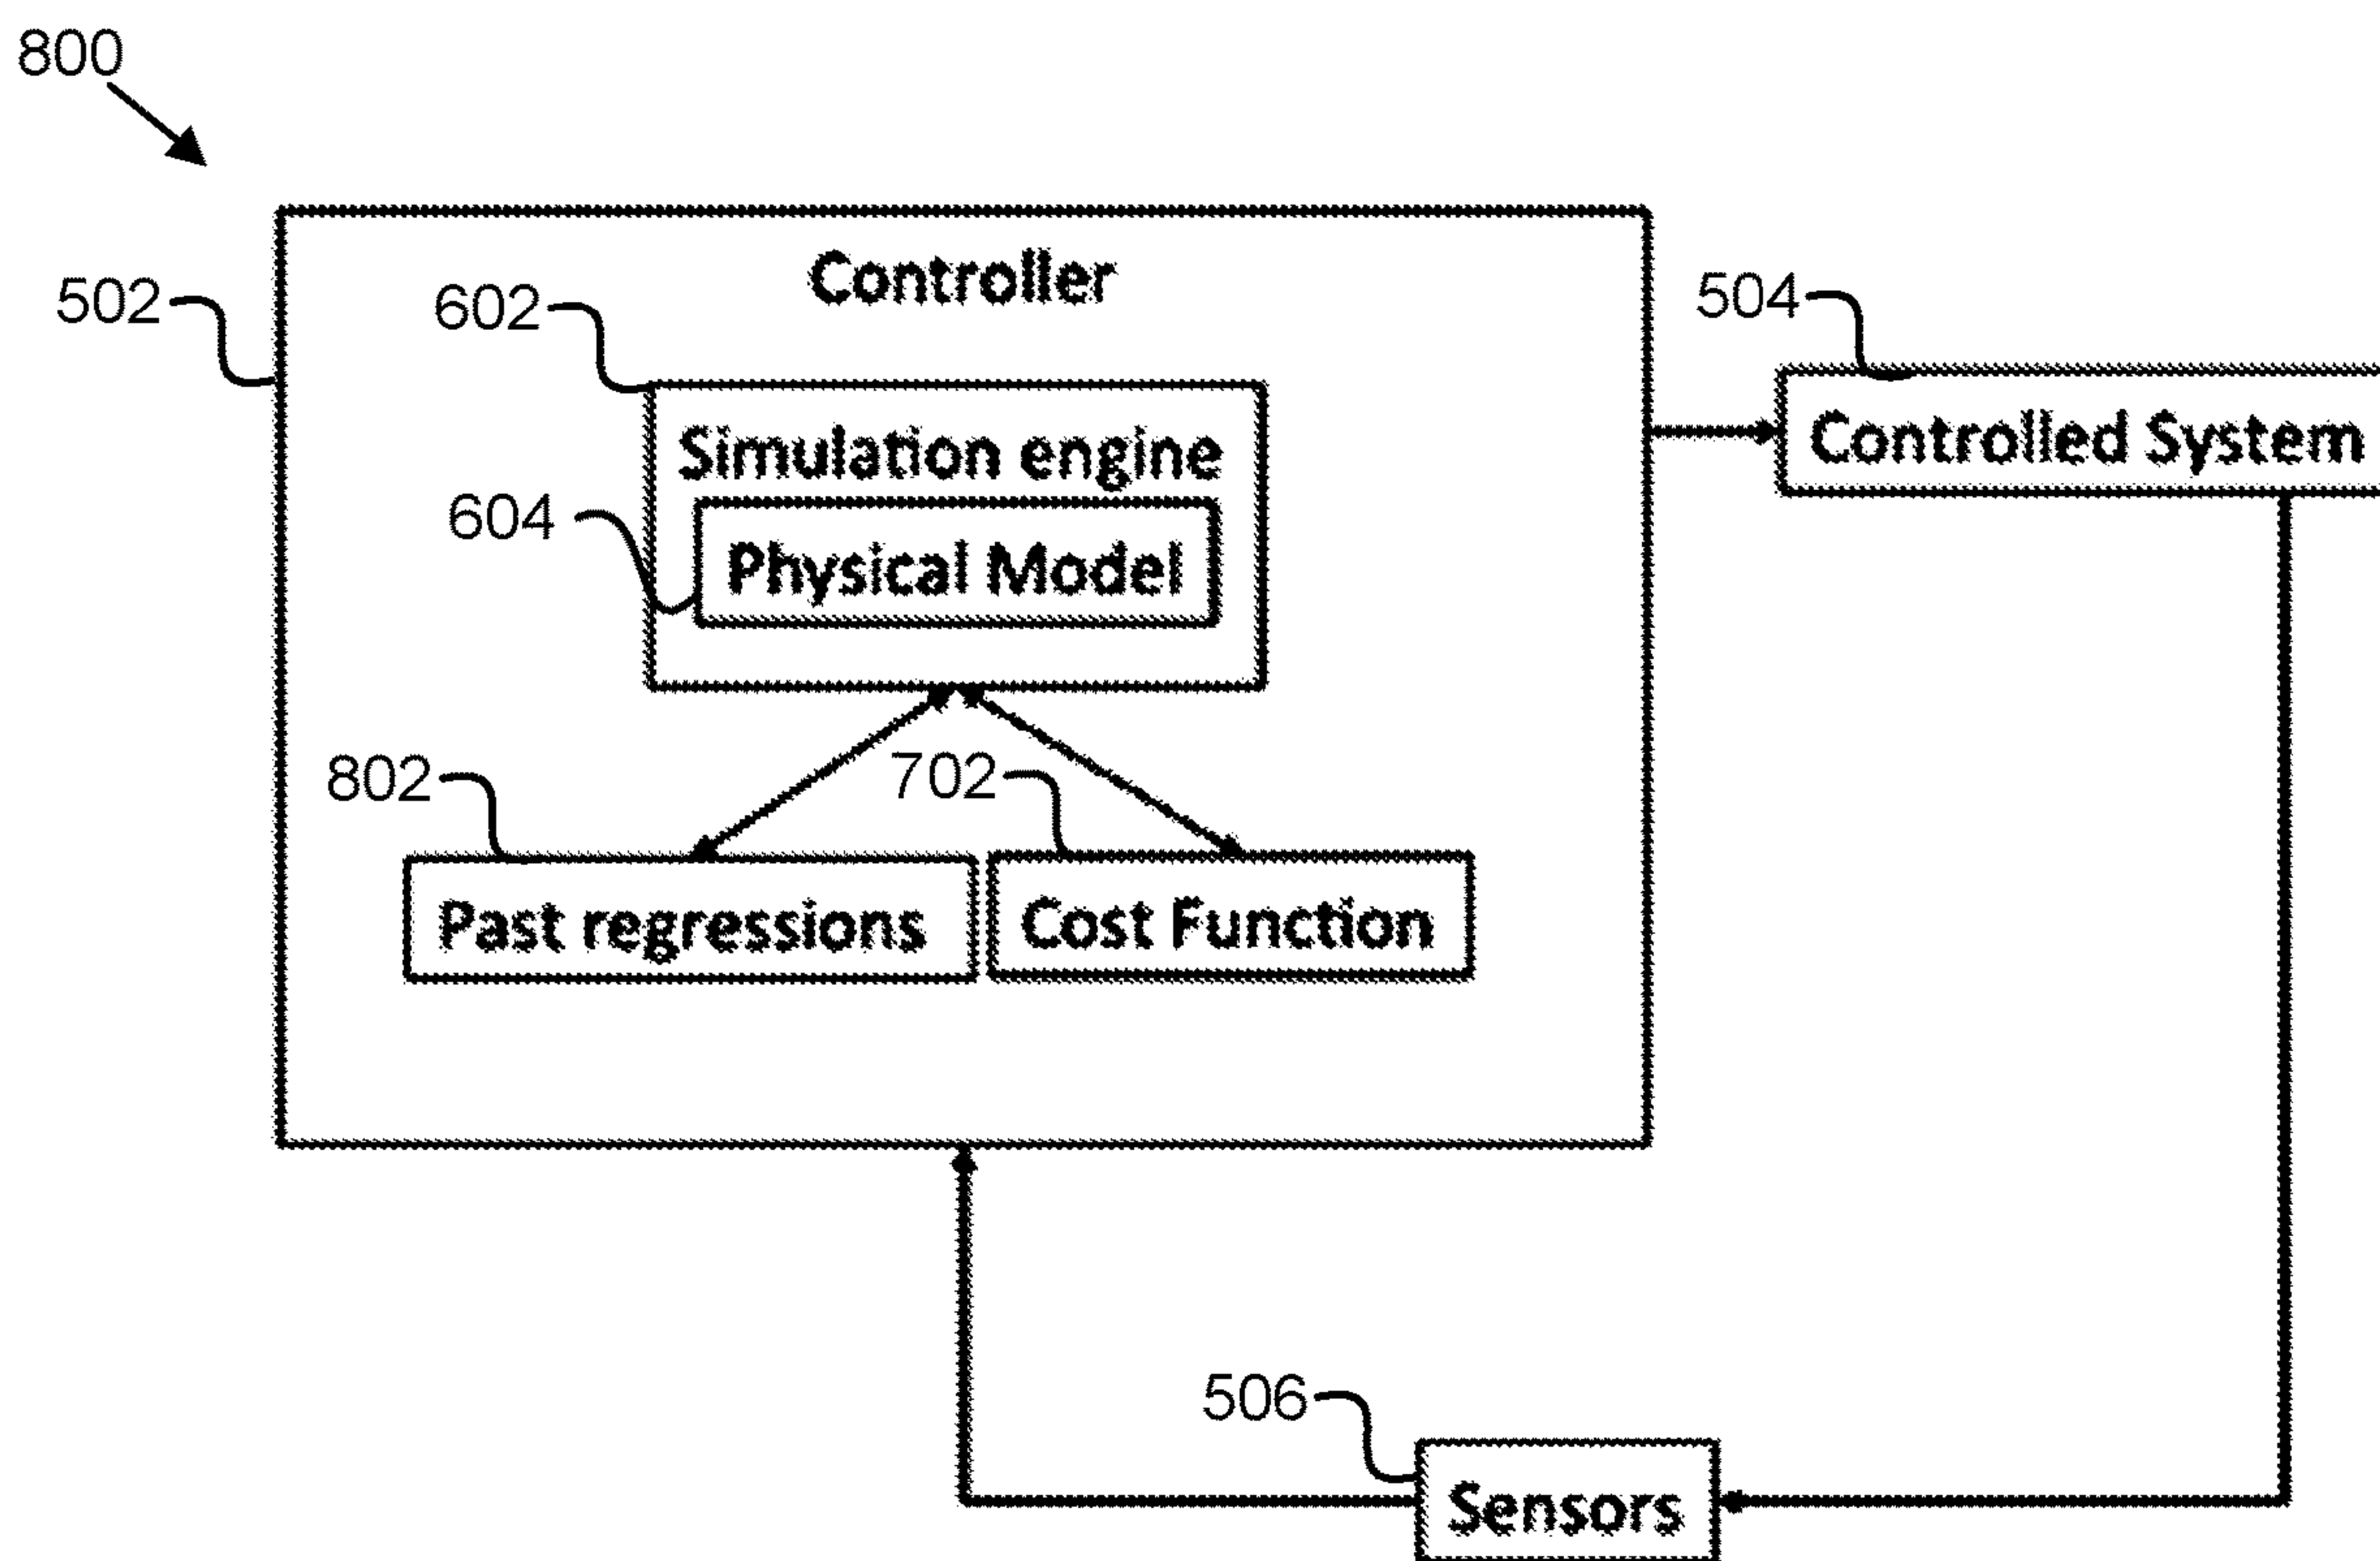 800
Controller
502
602
504
Simulation engine
Controlled System
604
Physical Model
802
702
Past regressions
Cost Function
506
Sensors